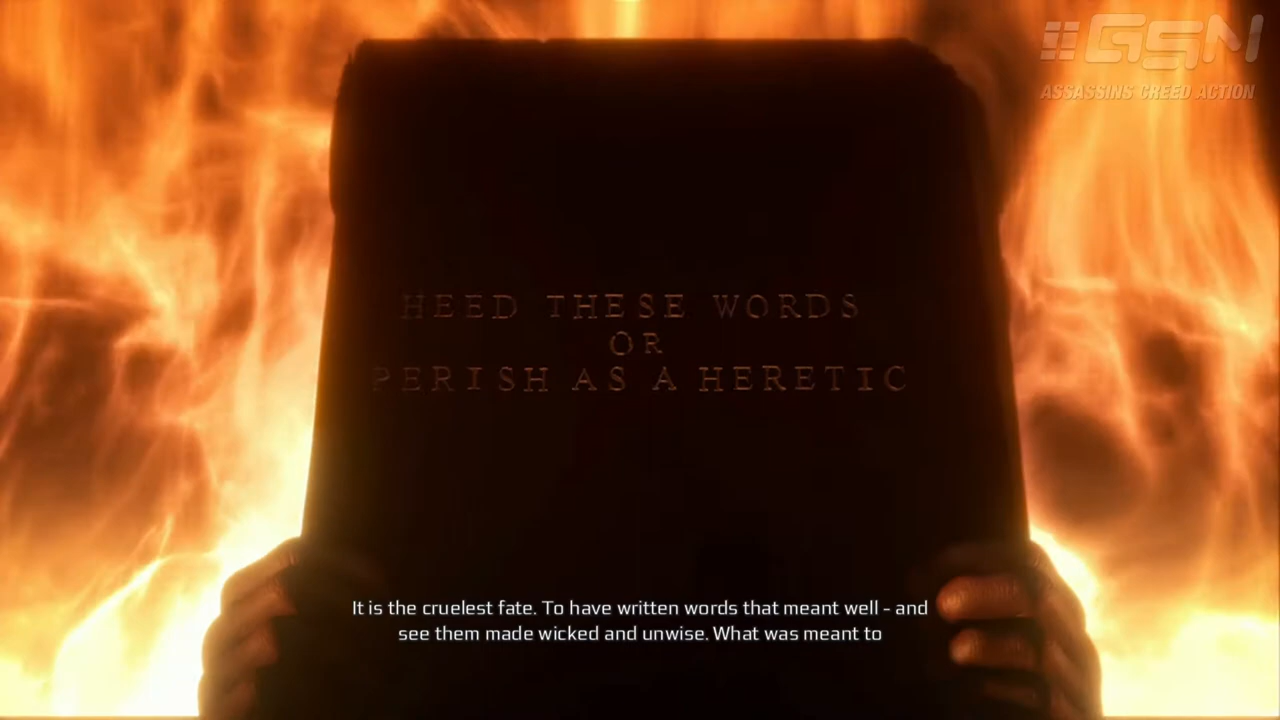 GSN
ASSASSINS CREED ACTION
HEED THESE WORDS
OR
PERISH AS A HERETIC
It is the cruelest fate. To have written words that meant well - and
see them made wicked and unwise. What was meant to